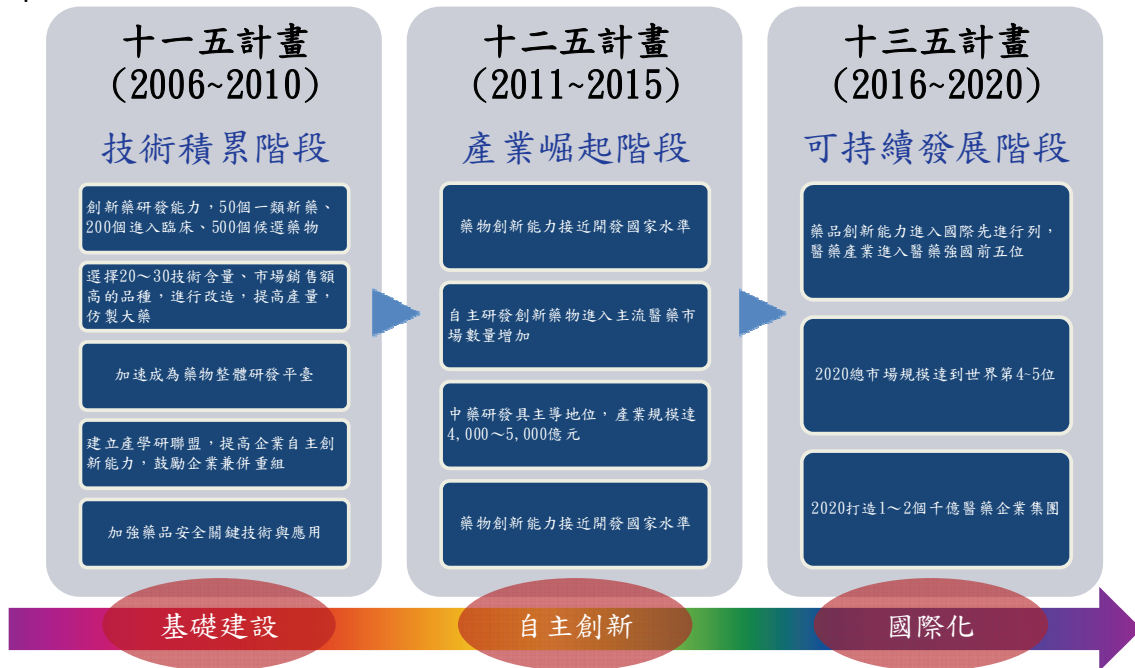 十一五計畫
(2006~2010)
技術積累階段
創新藥研發能力，50個一類新藥、
200個進入臨床、500個候選藥物
選擇20～30技術含量、市場銷售額
高的品種，進行改造，提高產量，
仿製大藥
加速成為藥物整體研發平臺
建立產學研聯盟，提高企業自主創
新能力，鼓勵企業兼併重組
加強藥品安全關鍵技術與應用
基礎建設
十二五計畫
(2011~2015)
產業崛起階段
藥物創新能力接近開發國家水準
自主研發創新藥物進入主流醫藥市
場數量增加
中藥研發具主導地位，產業規模達
4,000～5,000億元
藥物創新能力接近開發國家水準
自主創新
十三五計畫
(2016~2020)
可持續發展階段
藥品創新能力進入國際先進行列，
醫藥產業進入醫藥強國前五位
2020總市場規模達到世界第4~5位
2020打造1～2個千億醫藥企業集團
國際化